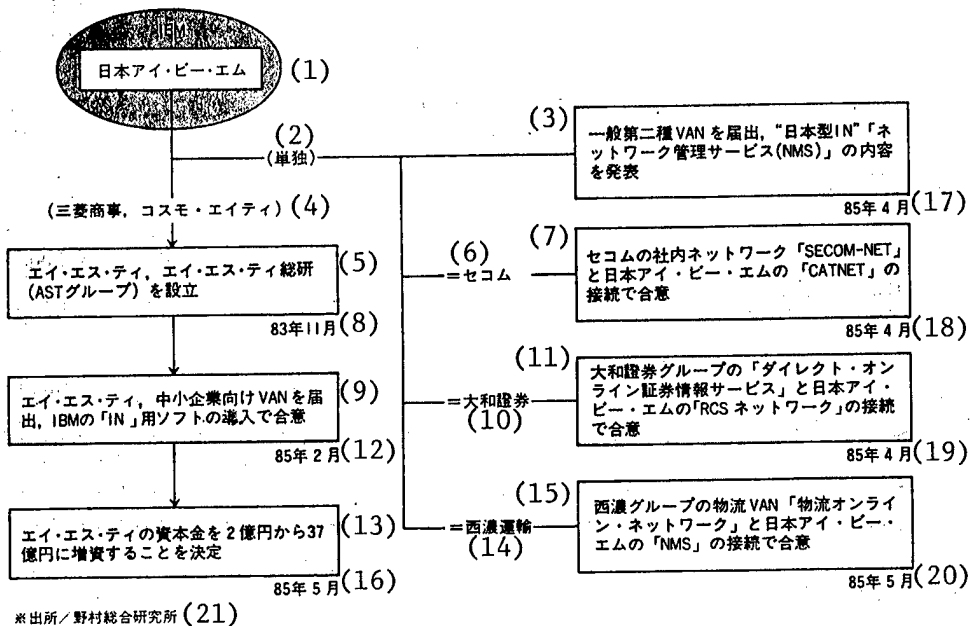 IBM
日本アイ・ビー・エム (1)
(2)
(単独)
(3)
一般第二種VANを届出，“日本型IN”「ネ
ットワーク管理サービス(NMS)」の内容
を発表
85年4月(17)
(三菱商事，コスモ・エイティ) (4)
(5)
エイ・エス・ティ，エイ・エス・ティ総研
(ASTグループ) を設立
83年11月(8)
(6)
=セコム
(7)
セコムの社内ネットワーク「SECOM-NET」
と日本アイ・ビー・エムの「CATNET」の
接続で合意
85年4月(18)
(9)
エイ・エス・ティ，中小企業向けVANを届
出，IBMの「IN」用ソフトの導入で合意
85年2月(12)
=大和證券
(10)
(11)
大和證券グループの「ダイレクト・オン
ライン証券情報サービス」と日本アイ・
ビー・エムの「RCSネットワーク」の接続
で合意
85年4月(19)
(13)
エイ・エス・ティの資本金を2億円から37
億円に増資することを決定
85年5月(16)
=西濃運輸
(14)
(15)
西濃グループの物流VAN「物流オンライ
ン・ネットワーク」と日本アイ・ビー・
エムの「NMS」の接続で合意
85年5月(20)
※出所／野村総合研究所 (21)